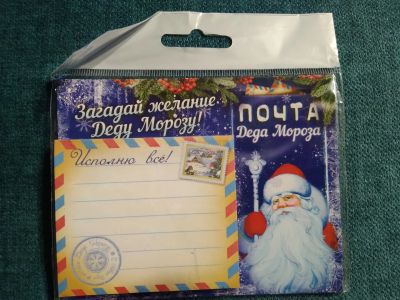 Загадай желание
Деду Морозу!
Исполню всё!
ПОЧТА
Деда Мороза